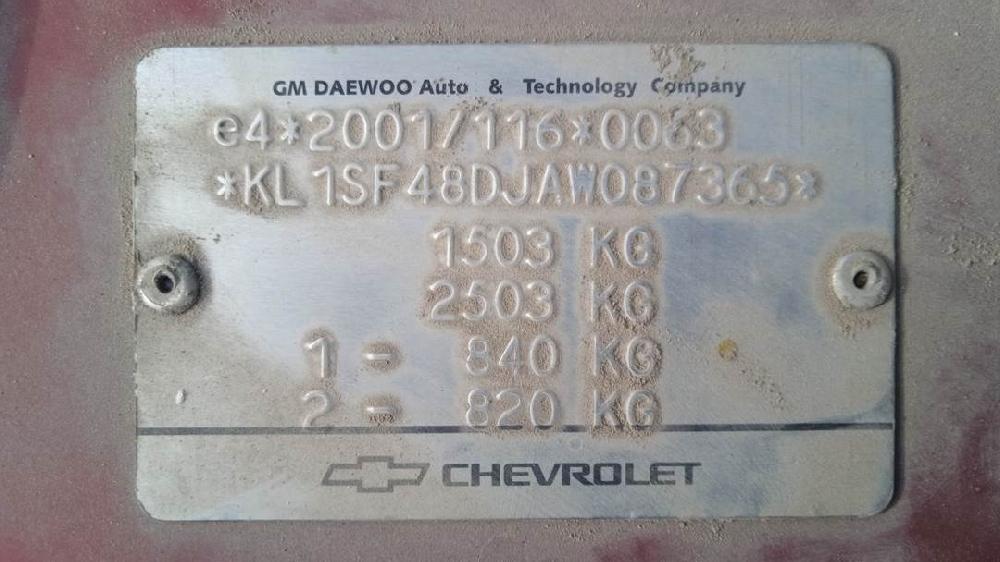 GM DAEWOO Auto & Technology Company
e4*2001/116*0063
*KL1SF48DJAW087365*
1503 KG
2503 KG
1 - 840 KG
2 - 820 KG
CHEVROLET